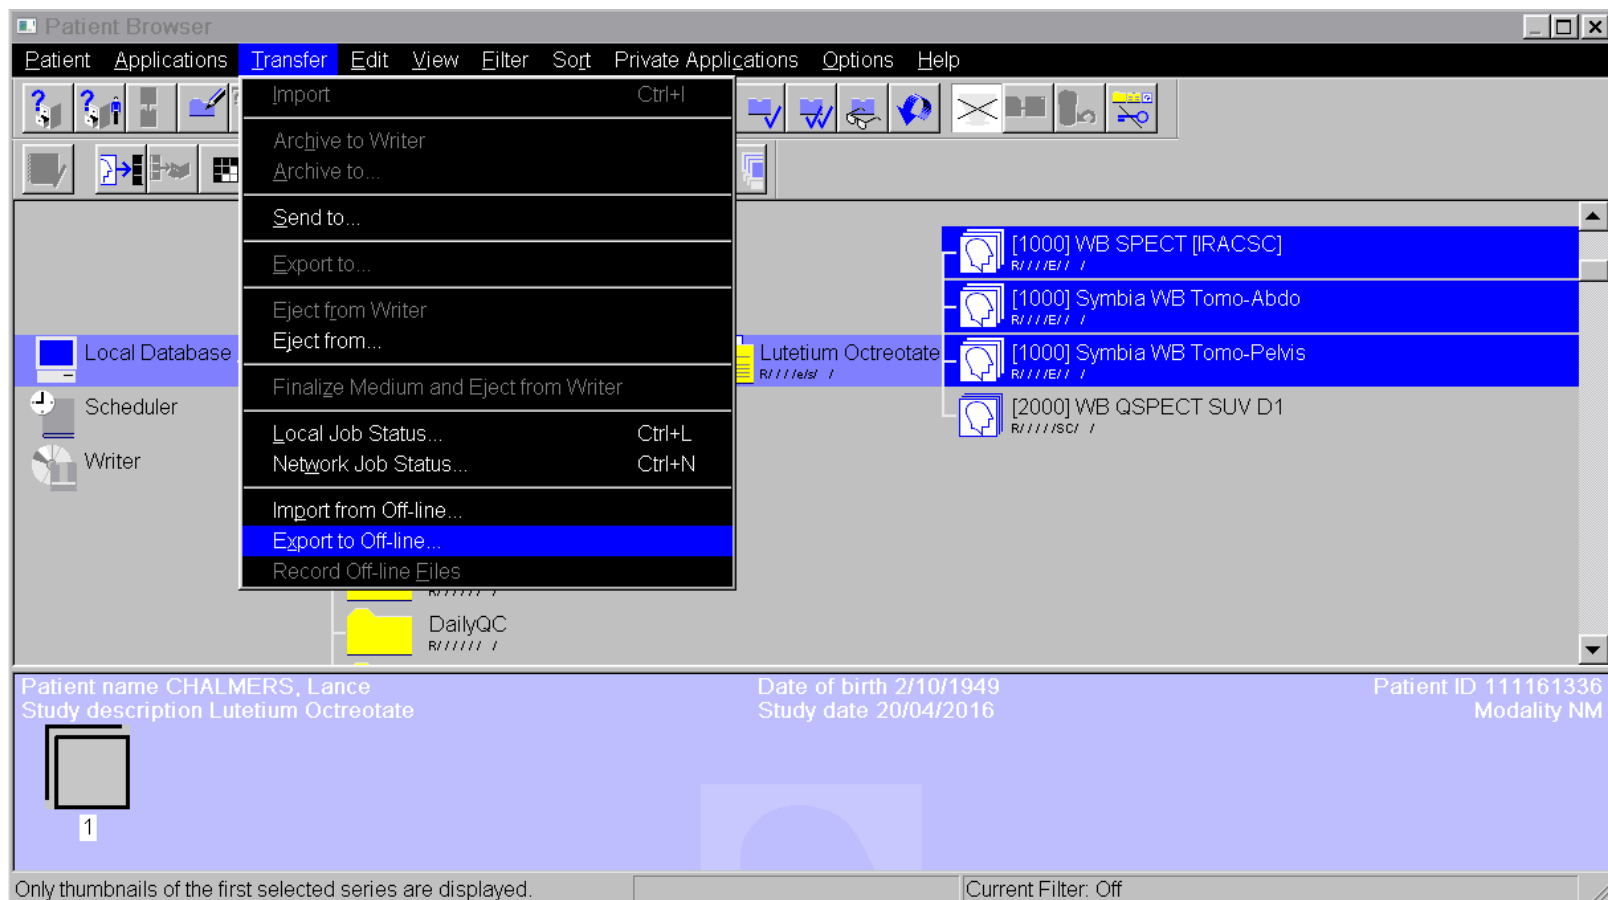 Patient Browser
Patient Applications Transfer Edit View Filter Sort Private Applications Options Help
Import Ctrl+I
Archive to Writer
Archive to...
Send to...
Export to...
Eject from Writer
Eject from...
Finalize Medium and Eject from Writer
Local Job Status... Ctrl+L
Network Job Status... Ctrl+N
Import from Off-line...
Export to Off-line...
Record Off-line Files
Local Database
Scheduler
Writer
Lutetium Octreotate
R/ / / /e/s/ /
[1000] WB SPECT [IRACSC]
R/ / / /E/ / /
[1000] Symbia WB Tomo-Abdo
R/ / / /E/ / /
[1000] Symbia WB Tomo-Pelvis
R/ / / /E/ / /
[2000] WB QSPECT SUV D1
R/ / / / /SC/ /
DailyQC
R/ / / / / / /
Patient name CHALMERS, Lance Date of birth 2/10/1949 Patient ID 111161336
Study description Lutetium Octreotate Study date 20/04/2016 Modality NM
1
Only thumbnails of the first selected series are displayed. Current Filter: Off